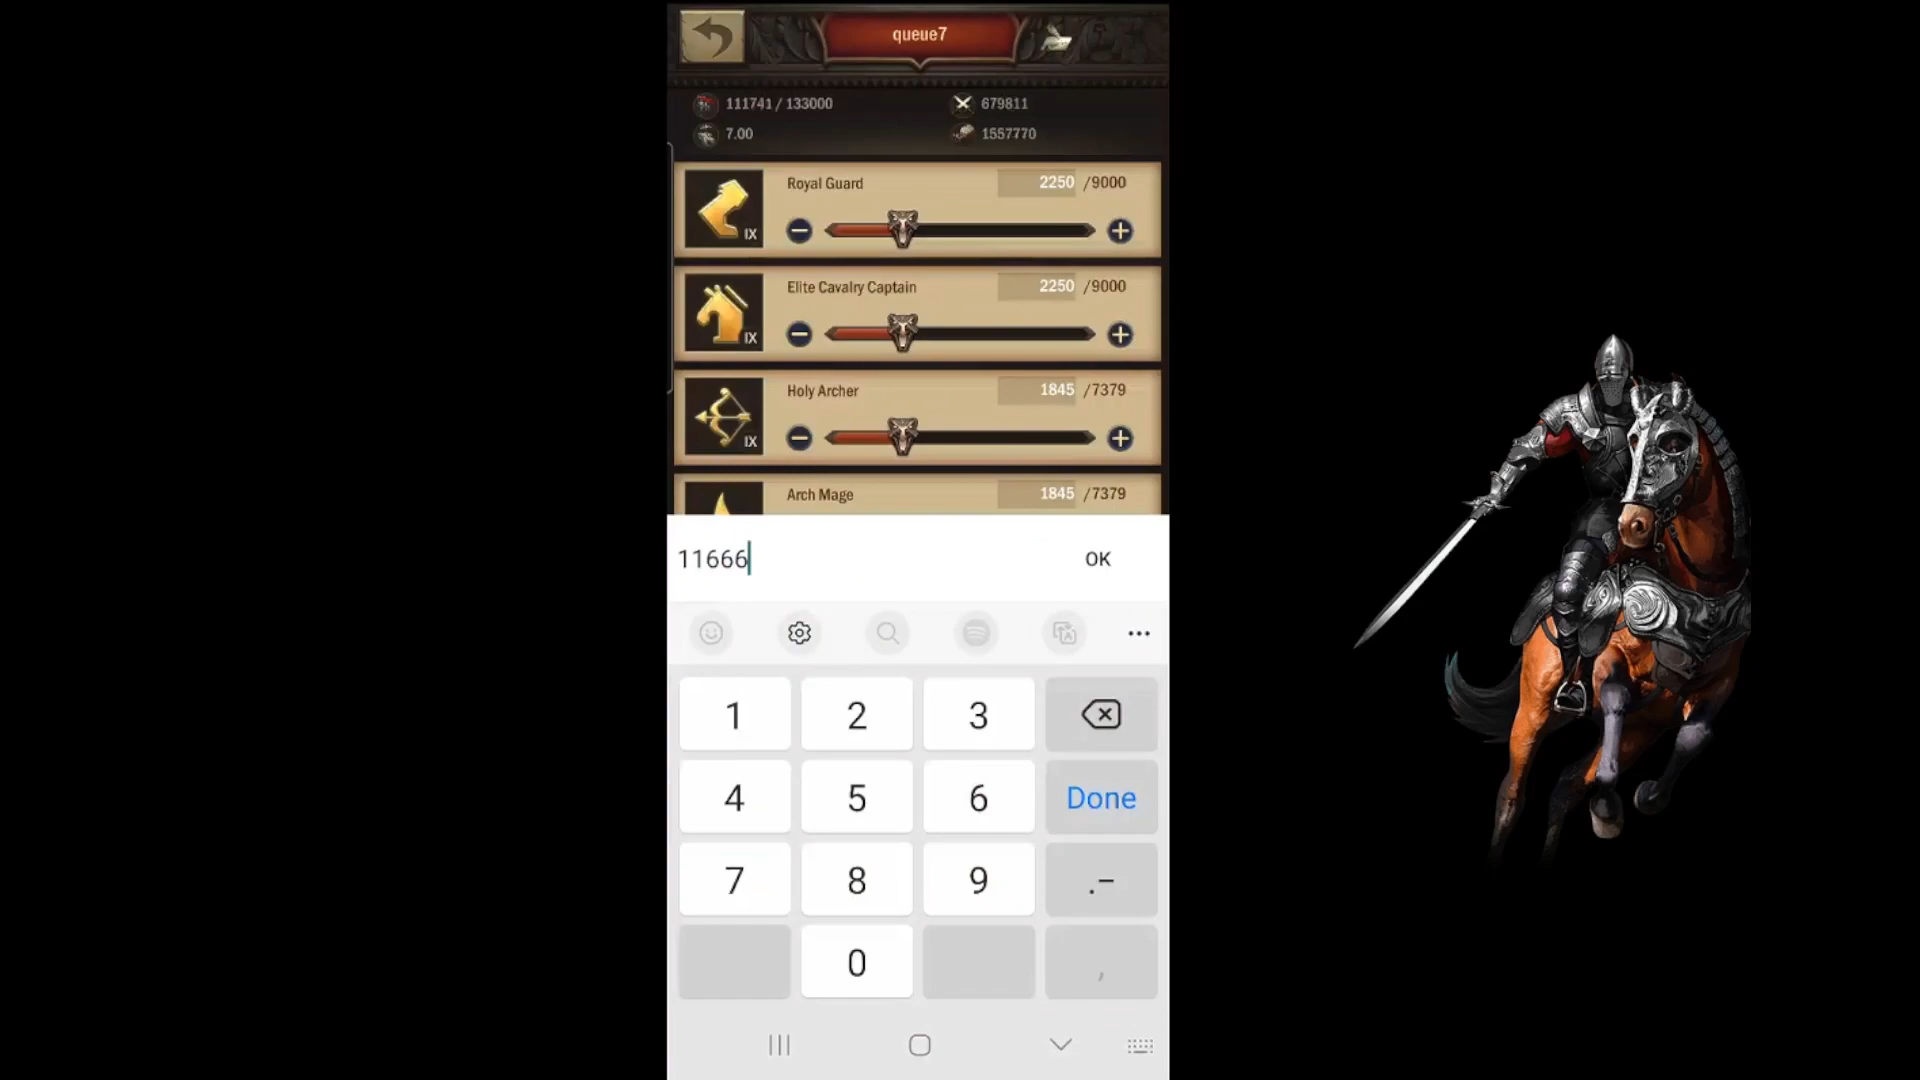 queue7
111741 / 133000 679811
7.00 1557770
Royal Guard 2250 /9000
IX
Elite Cavalry Captain 2250 /9000
IX
Holy Archer 1845 /7379
IX
Arch Mage 1845 /7379
11666 OK
1 2 3
4 5 6 Done
7 8 9 .-
0 ,